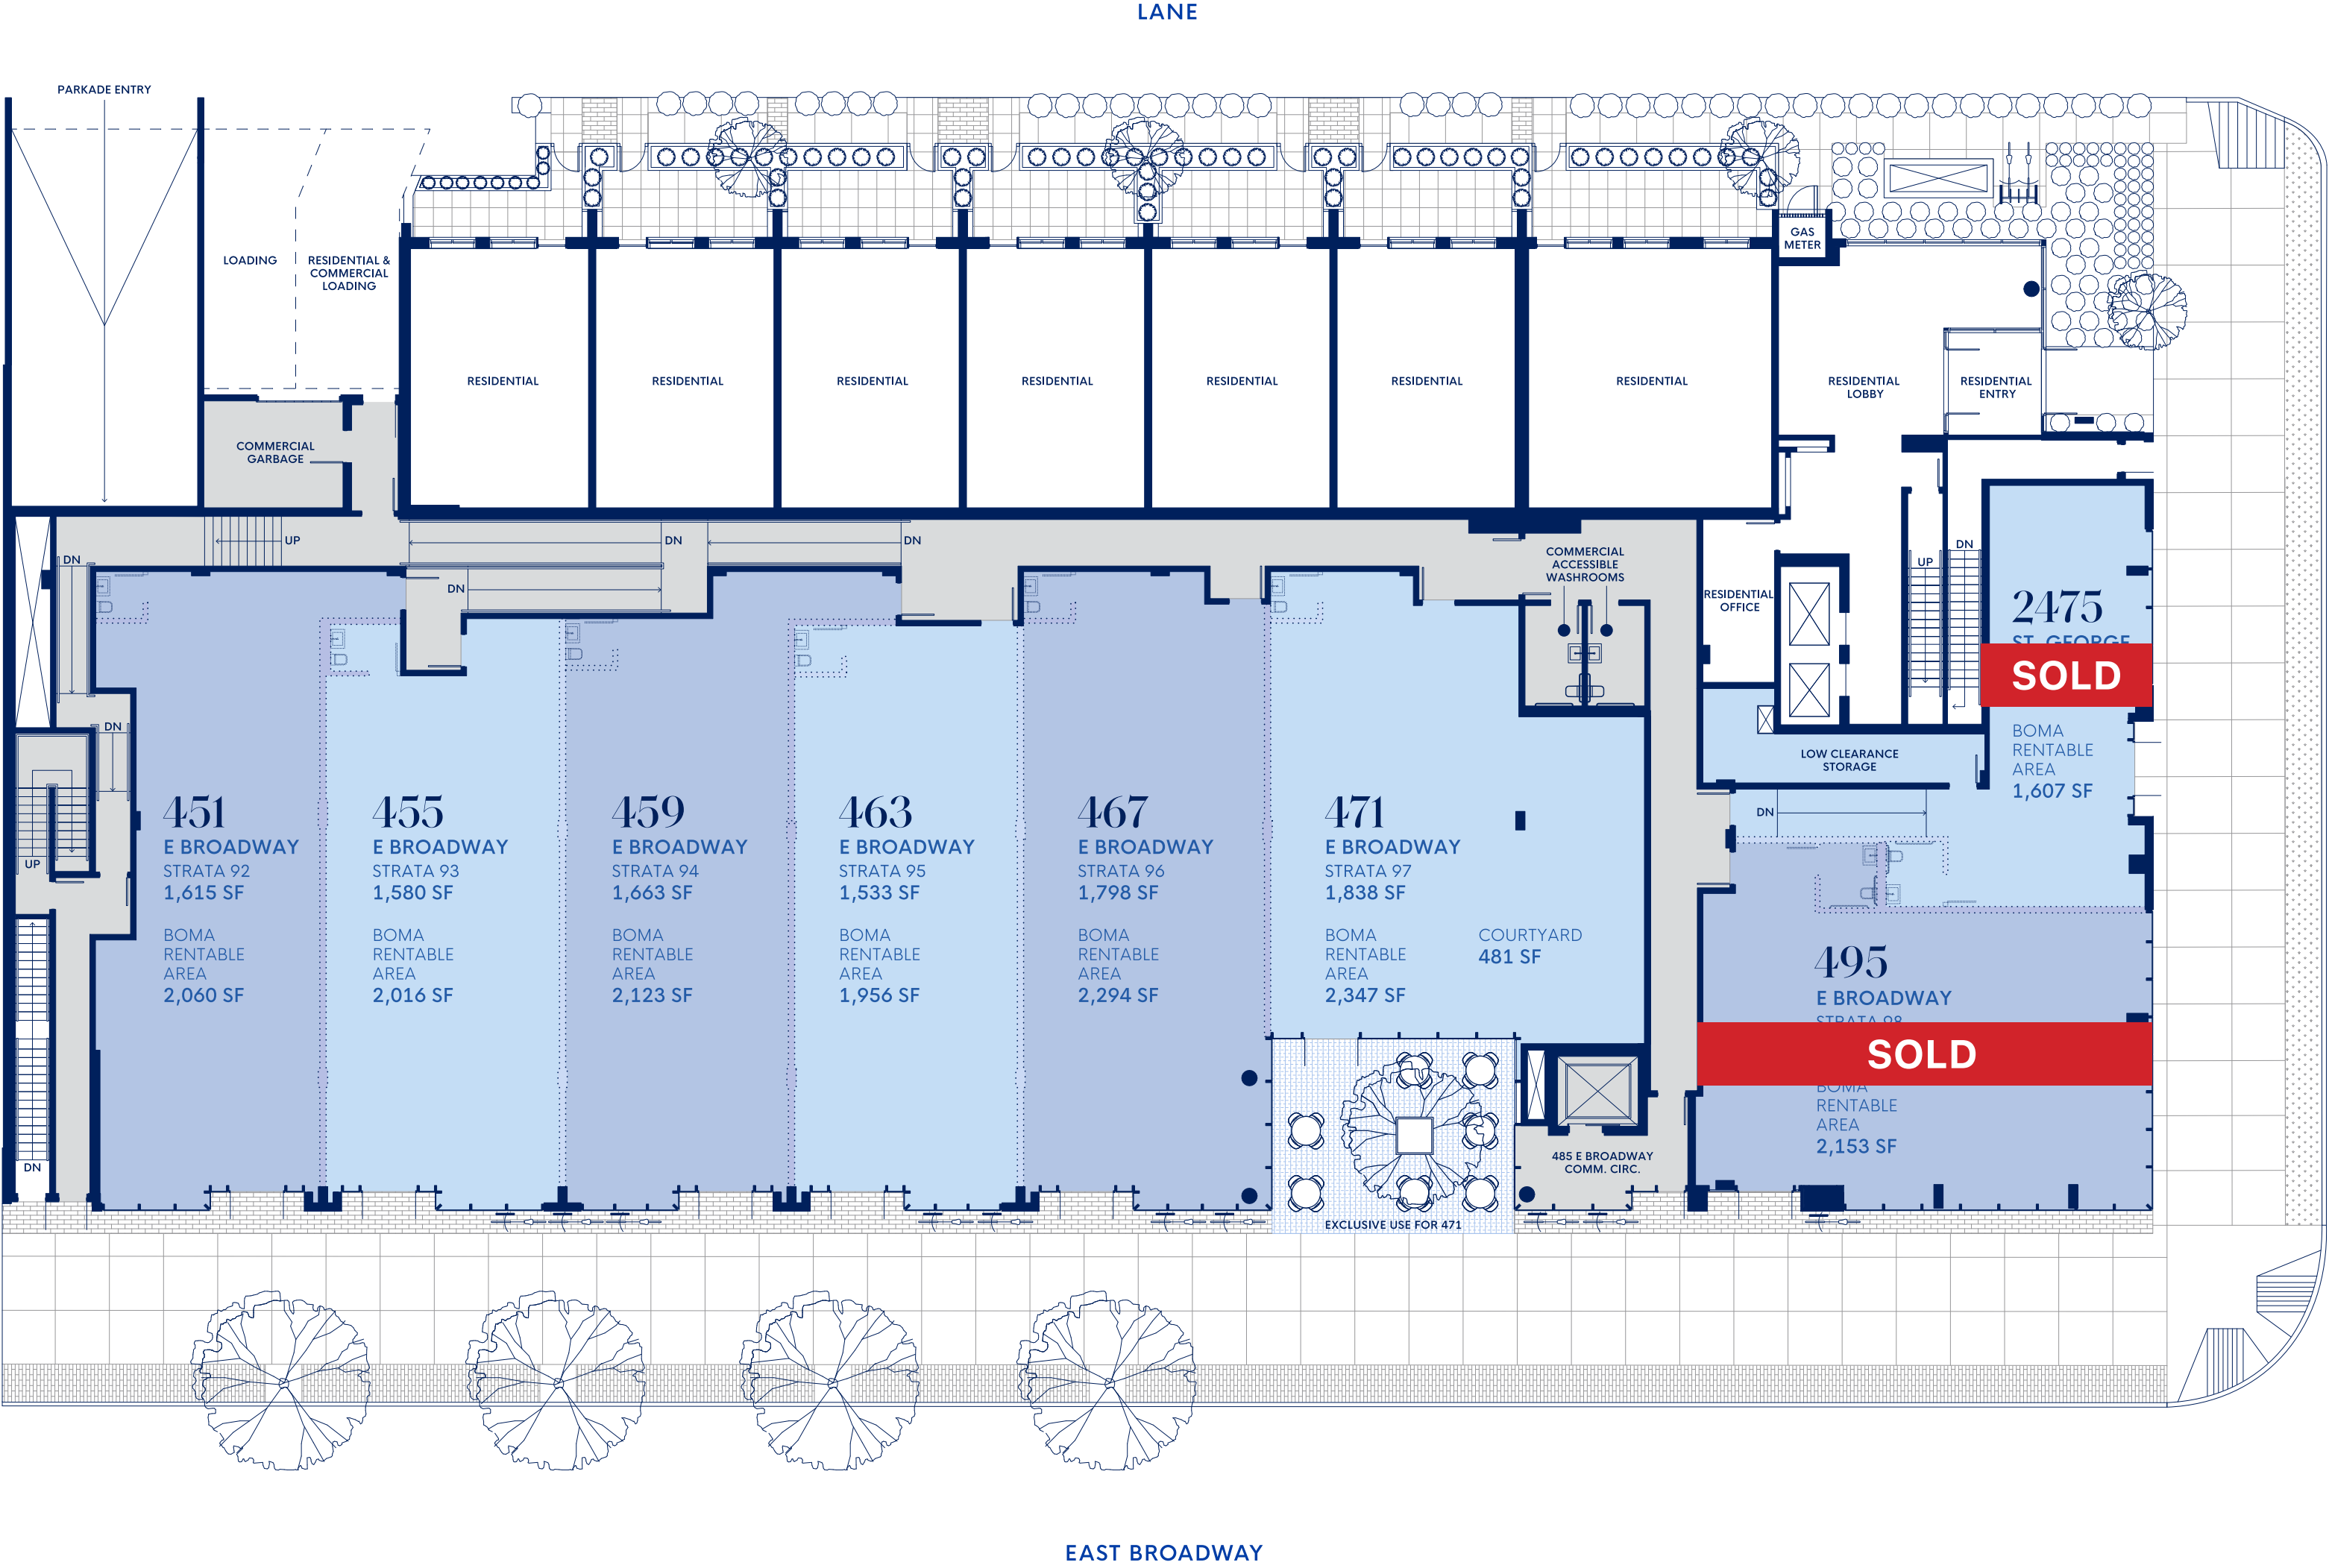 LANE
PARKADE ENTRY
LOADING
RESIDENTIAL &
COMMERCIAL
LOADING
GAS
METER
RESIDENTIAL
RESIDENTIAL
RESIDENTIAL
RESIDENTIAL
RESIDENTIAL
RESIDENTIAL
RESIDENTIAL
RESIDENTIAL
LOBBY
RESIDENTIAL
ENTRY
COMMERCIAL
GARBAGE
UP
DN
DN
DN
DN
DN
UP
DN
COMMERCIAL
ACCESSIBLE
WASHROOMS
RESIDENTIAL
OFFICE
UP
DN
2475
ST. GEORGE
SOLD
BOMA
RENTABLE
AREA
1,607 SF
LOW CLEARANCE
STORAGE
DN
451
E BROADWAY
STRATA 92
1,615 SF
BOMA
RENTABLE
AREA
2,060 SF
455
E BROADWAY
STRATA 93
1,580 SF
BOMA
RENTABLE
AREA
2,016 SF
459
E BROADWAY
STRATA 94
1,663 SF
BOMA
RENTABLE
AREA
2,123 SF
463
E BROADWAY
STRATA 95
1,533 SF
BOMA
RENTABLE
AREA
1,956 SF
467
E BROADWAY
STRATA 96
1,798 SF
BOMA
RENTABLE
AREA
2,294 SF
471
E BROADWAY
STRATA 97
1,838 SF
BOMA
RENTABLE
AREA
2,347 SF
COURTYARD
481 SF
495
E BROADWAY
STRATA 98
SOLD
BOMA
RENTABLE
AREA
2,153 SF
485 E BROADWAY
COMM. CIRC.
EXCLUSIVE USE FOR 471
EAST BROADWAY